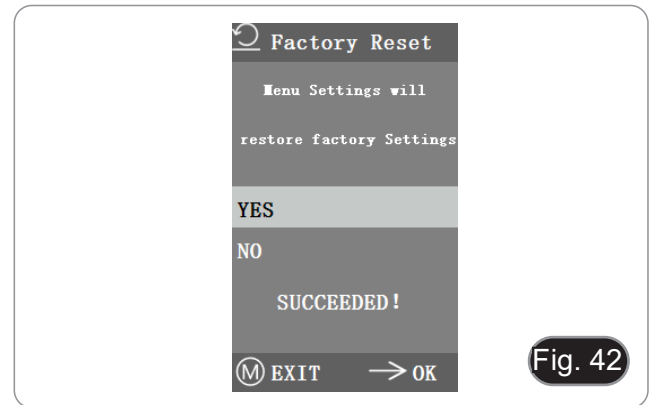 Factory Reset
Menu Settings will
restore factory Settings
YES
NO
SUCCEEDED!
M EXIT → OK
Fig. 42